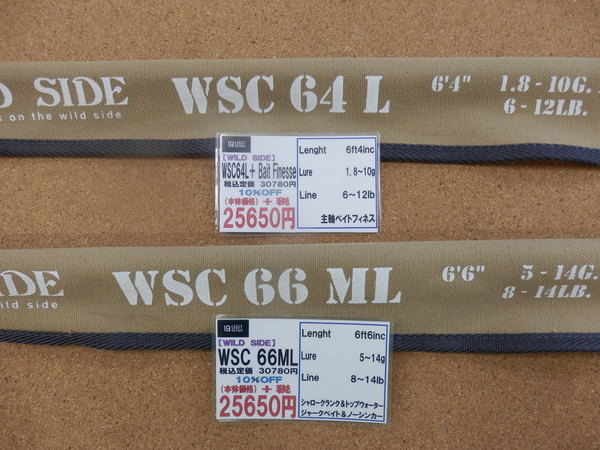 D SIDE WSC 64 L 6'4" 1.8 - 10G.
on the wild side 6 - 12LB.
[WILD SIDE]
WSC64L+ Bait Finesse
税込定価 30780円
10%OFF
(本体価格) + 税
25650円
Lenght 6ft4inc
Lure 1.8~10g
Line 6~12lb
主軸ベイトフィネス
SIDE WSC 66 ML 6'6" 5 - 14G.
wild side 8 - 14LB.
[WILD SIDE]
WSC 66ML
税込定価 30780円
10%OFF
(本体価格) + 税
25650円
Lenght 6ft6inc
Lure 5~14g
Line 8~14lb
シャロークランク&トップウォーター
ジャークベイト&ノーシンカー